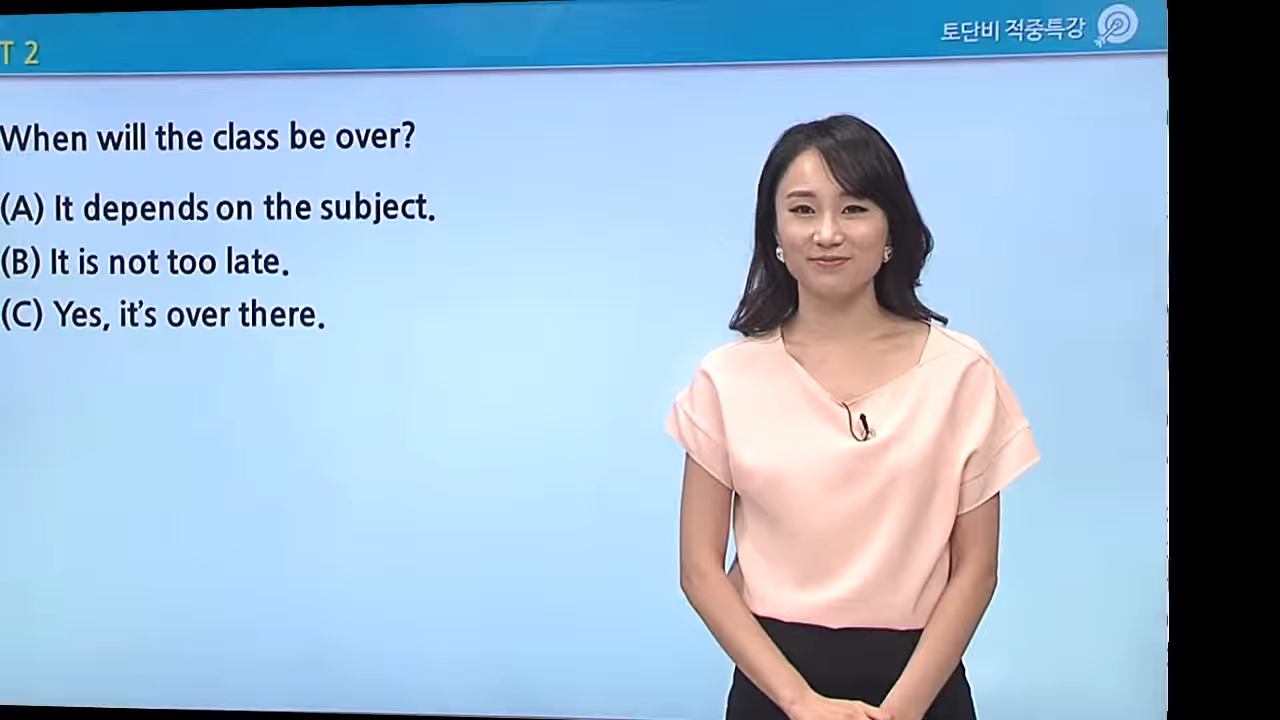 T 2
토단비 적중특강
When will the class be over?
(A) It depends on the subject.
(B) It is not too late.
(C) Yes, it's over there.